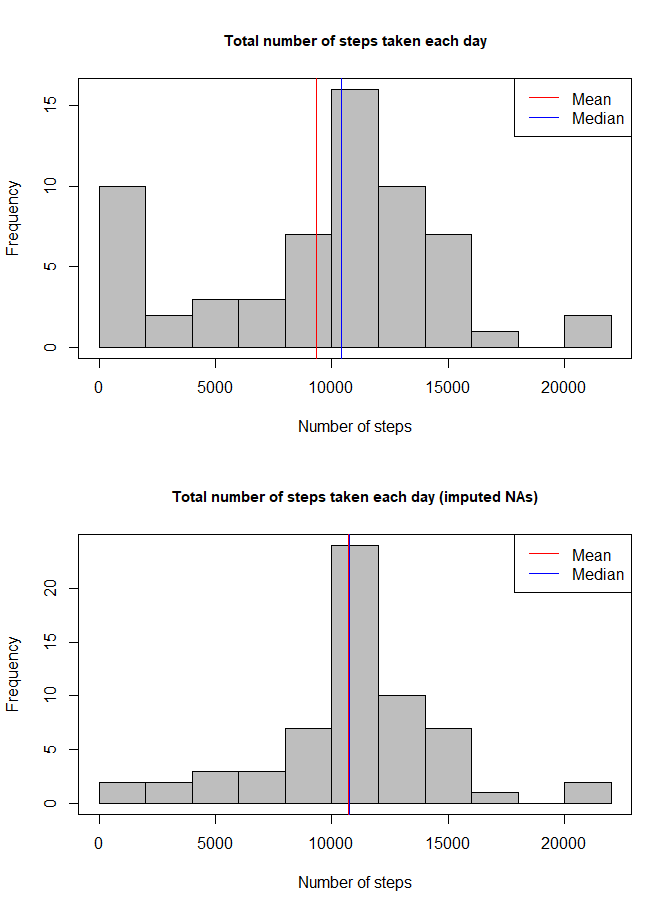 Total number of steps taken each day
Mean
Median
15
10
5
0
Frequency
0 5000 10000 15000 20000
Number of steps
Total number of steps taken each day (imputed NAs)
Mean
Median
20
15
10
5
0
Frequency
0 5000 10000 15000 20000
Number of steps